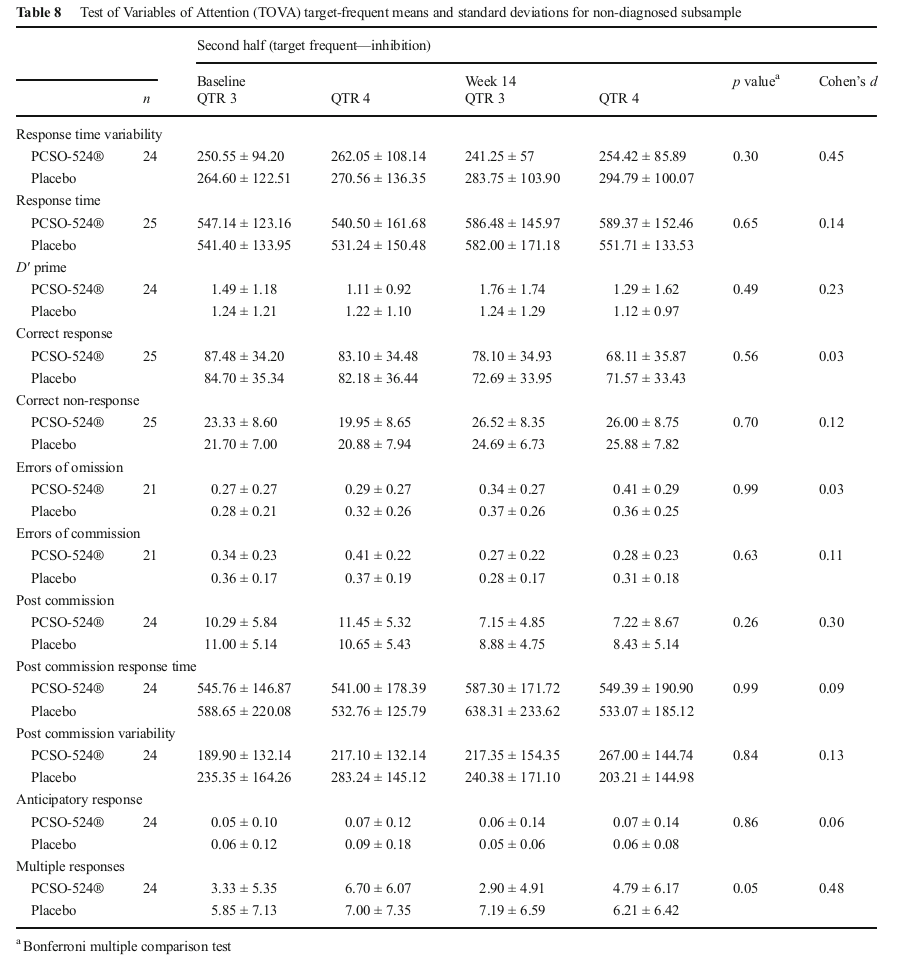 Table 8 Test of Variables of Attention (TOVA) target-frequent means and standard deviations for non-diagnosed subsample
Second half (target frequent—inhibition)
Baseline Week 14 p valueᵃ Cohen's d
n QTR 3 QTR 4 QTR 3 QTR 4
Response time variability
PCSO-524® 24 250.55 ± 94.20 262.05 ± 108.14 241.25 ± 57 254.42 ± 85.89 0.30 0.45
Placebo 264.60 ± 122.51 270.56 ± 136.35 283.75 ± 103.90 294.79 ± 100.07
Response time
PCSO-524® 25 547.14 ± 123.16 540.50 ± 161.68 586.48 ± 145.97 589.37 ± 152.46 0.65 0.14
Placebo 541.40 ± 133.95 531.24 ± 150.48 582.00 ± 171.18 551.71 ± 133.53
D′ prime
PCSO-524® 24 1.49 ± 1.18 1.11 ± 0.92 1.76 ± 1.74 1.29 ± 1.62 0.49 0.23
Placebo 1.24 ± 1.21 1.22 ± 1.10 1.24 ± 1.29 1.12 ± 0.97
Correct response
PCSO-524® 25 87.48 ± 34.20 83.10 ± 34.48 78.10 ± 34.93 68.11 ± 35.87 0.56 0.03
Placebo 84.70 ± 35.34 82.18 ± 36.44 72.69 ± 33.95 71.57 ± 33.43
Correct non-response
PCSO-524® 25 23.33 ± 8.60 19.95 ± 8.65 26.52 ± 8.35 26.00 ± 8.75 0.70 0.12
Placebo 21.70 ± 7.00 20.88 ± 7.94 24.69 ± 6.73 25.88 ± 7.82
Errors of omission
PCSO-524® 21 0.27 ± 0.27 0.29 ± 0.27 0.34 ± 0.27 0.41 ± 0.29 0.99 0.03
Placebo 0.28 ± 0.21 0.32 ± 0.26 0.37 ± 0.26 0.36 ± 0.25
Errors of commission
PCSO-524® 21 0.34 ± 0.23 0.41 ± 0.22 0.27 ± 0.22 0.28 ± 0.23 0.63 0.11
Placebo 0.36 ± 0.17 0.37 ± 0.19 0.28 ± 0.17 0.31 ± 0.18
Post commission
PCSO-524® 24 10.29 ± 5.84 11.45 ± 5.32 7.15 ± 4.85 7.22 ± 8.67 0.26 0.30
Placebo 11.00 ± 5.14 10.65 ± 5.43 8.88 ± 4.75 8.43 ± 5.14
Post commission response time
PCSO-524® 24 545.76 ± 146.87 541.00 ± 178.39 587.30 ± 171.72 549.39 ± 190.90 0.99 0.09
Placebo 588.65 ± 220.08 532.76 ± 125.79 638.31 ± 233.62 533.07 ± 185.12
Post commission variability
PCSO-524® 24 189.90 ± 132.14 217.10 ± 132.14 217.35 ± 154.35 267.00 ± 144.74 0.84 0.13
Placebo 235.35 ± 164.26 283.24 ± 145.12 240.38 ± 171.10 203.21 ± 144.98
Anticipatory response
PCSO-524® 24 0.05 ± 0.10 0.07 ± 0.12 0.06 ± 0.14 0.07 ± 0.14 0.86 0.06
Placebo 0.06 ± 0.12 0.09 ± 0.18 0.05 ± 0.06 0.06 ± 0.08
Multiple responses
PCSO-524® 24 3.33 ± 5.35 6.70 ± 6.07 2.90 ± 4.91 4.79 ± 6.17 0.05 0.48
Placebo 5.85 ± 7.13 7.00 ± 7.35 7.19 ± 6.59 6.21 ± 6.42
ᵃ Bonferroni multiple comparison test